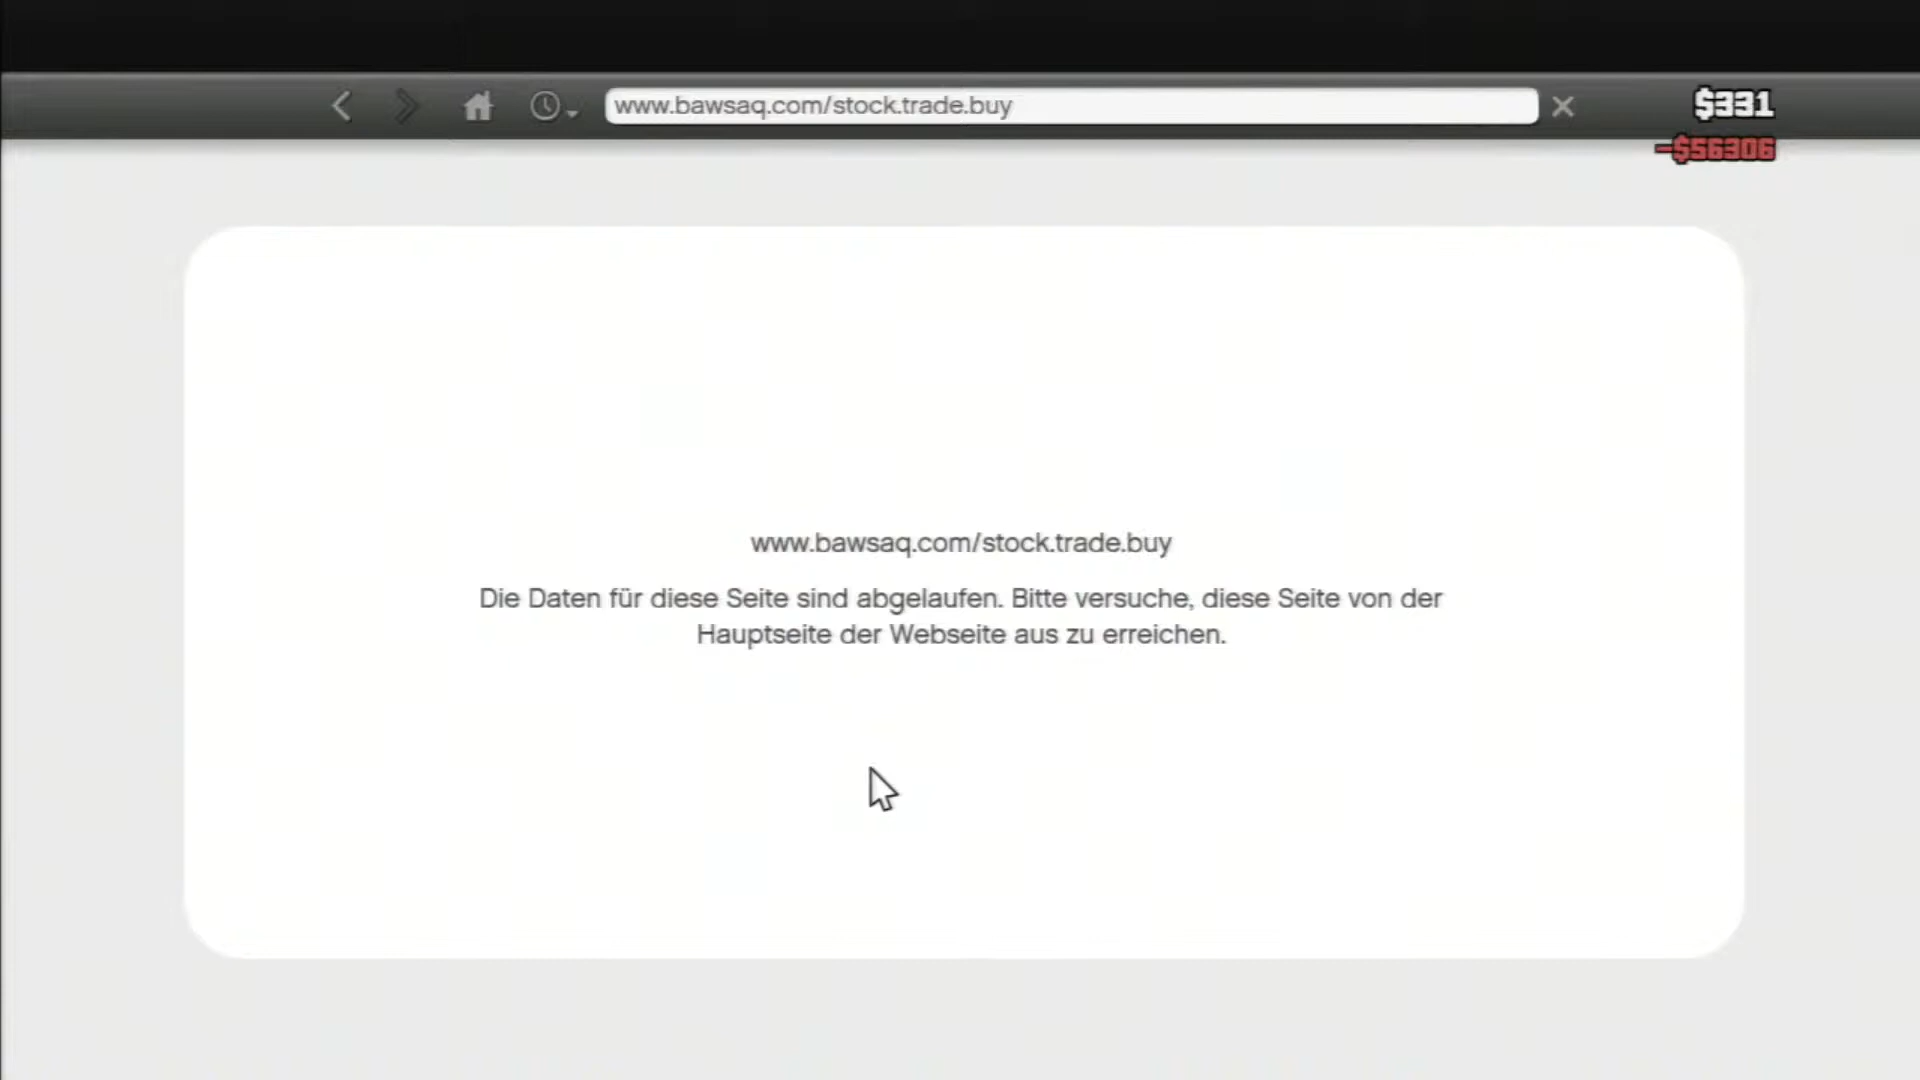 www.bawsaq.com/stock.trade.buy
$331
-$56306
www.bawsaq.com/stock.trade.buy
Die Daten für diese Seite sind abgelaufen. Bitte versuche, diese Seite von der
Hauptseite der Webseite aus zu erreichen.